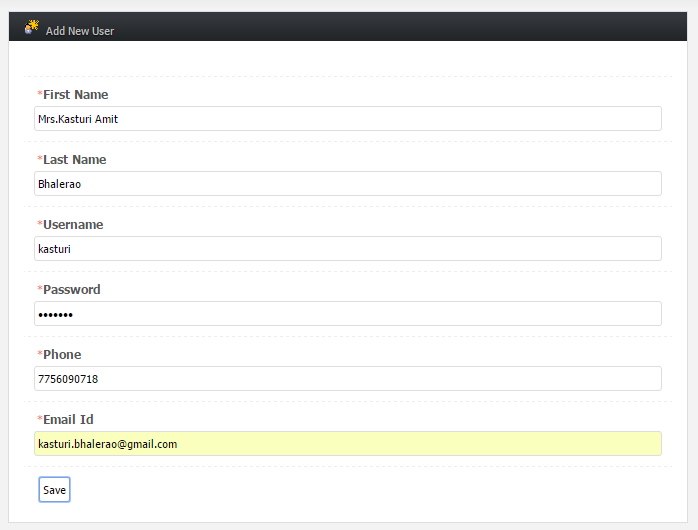 Add New User
*First Name
Mrs.Kasturi Amit
*Last Name
Bhalerao
*Username
kasturi
*Password
•••••••
*Phone
7756090718
*Email Id
kasturi.bhalerao@gmail.com
Save